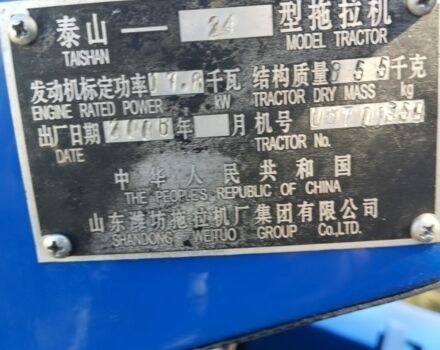 泰山—24型拖拉机
TAISHAN MODEL TRACTOR
发动机标定功率 千瓦 结构质量 955 千克
ENGINE RATED POWER kW TRACTOR DRY MASS kg
出厂日期 年 月 机号
DATE TRACTOR No.
中华人民共和国
THE PEOPLE'S REPUBLIC OF CHINA
山东潍坊拖拉机厂集团有限公司
SHANDONG WEITUO GROUP Co.,LTD.